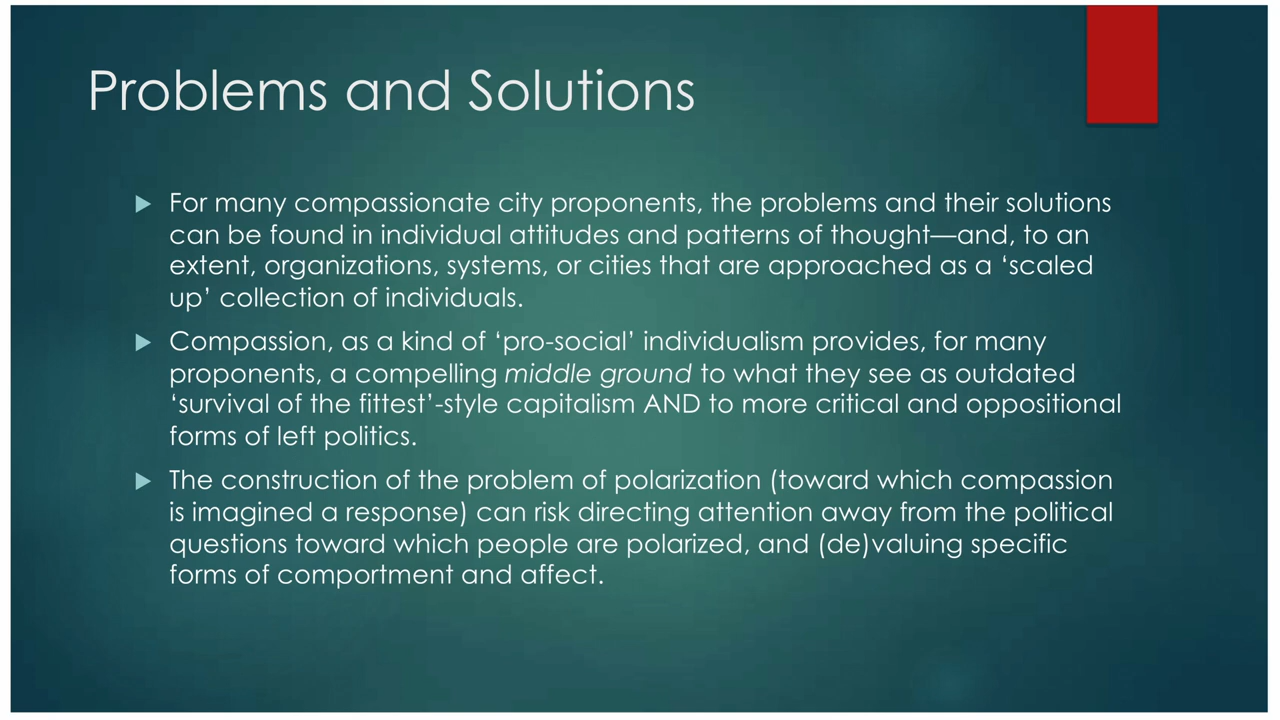 Problems and Solutions
For many compassionate city proponents, the problems and their solutions
can be found in individual attitudes and patterns of thought—and, to an
extent, organizations, systems, or cities that are approached as a ‘scaled
up’ collection of individuals.
Compassion, as a kind of ‘pro-social’ individualism provides, for many
proponents, a compelling middle ground to what they see as outdated
‘survival of the fittest’-style capitalism AND to more critical and oppositional
forms of left politics.
The construction of the problem of polarization (toward which compassion
is imagined a response) can risk directing attention away from the political
questions toward which people are polarized, and (de)valuing specific
forms of comportment and affect.